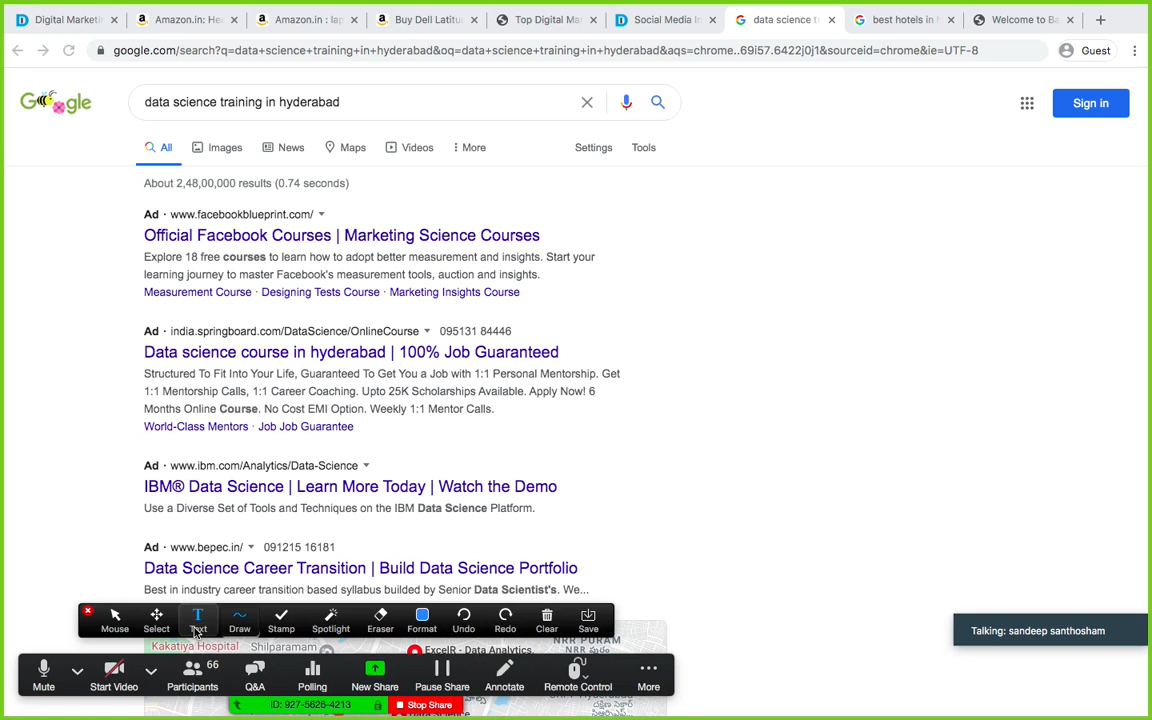 Digital Marketin
Amazon.in: Hea
Amazon.in : lap
Buy Dell Latitu
Top Digital Mar
Social Media In
data science tr
best hotels in h
Welcome to Ba
google.com/search?q=data+science+training+in+hyderabad&oq=data+science+training+in+hyderabad&aqs=chrome..69i57.6422j0j1&sourceid=chrome&ie=UTF-8
Guest
Google
data science training in hyderabad
Sign in
All
Images
News
Maps
Videos
More
Settings
Tools
About 2,48,00,000 results (0.74 seconds)
Ad · www.facebookblueprint.com/
Official Facebook Courses | Marketing Science Courses
Explore 18 free courses to learn how to adopt better measurement and insights. Start your
learning journey to master Facebook's measurement tools, auction and insights.
Measurement Course · Designing Tests Course · Marketing Insights Course
Ad · india.springboard.com/DataScience/OnlineCourse 095131 84446
Data science course in hyderabad | 100% Job Guaranteed
Structured To Fit Into Your Life, Guaranteed To Get You a Job with 1:1 Personal Mentorship. Get
1:1 Mentorship Calls, 1:1 Career Coaching. Upto 25K Scholarships Available. Apply Now! 6
Months Online Course. No Cost EMI Option. Weekly 1:1 Mentor Calls.
World-Class Mentors · Job Job Guarantee
Ad · www.ibm.com/Analytics/Data-Science
IBM® Data Science | Learn More Today | Watch the Demo
Use a Diverse Set of Tools and Techniques on the IBM Data Science Platform.
Ad · www.bepec.in/ 091215 16181
Data Science Career Transition | Build Data Science Portfolio
Best in industry career transition based syllabus built by Senior Data Scientist's. We...
Mouse
Select
Text
Draw
Stamp
Spotlight
Eraser
Format
Undo
Redo
Clear
Save
Talking: sandeep santhosham
NRR PURAM
NRR పురం
Kakatiya Hospital
Shilparamam
ExcelR - Data Analytics,
Mute
Start Video
Participants
66
Q&A
Polling
New Share
Pause Share
Annotate
Remote Control
More
ID: 927-5626-4213
Stop Share